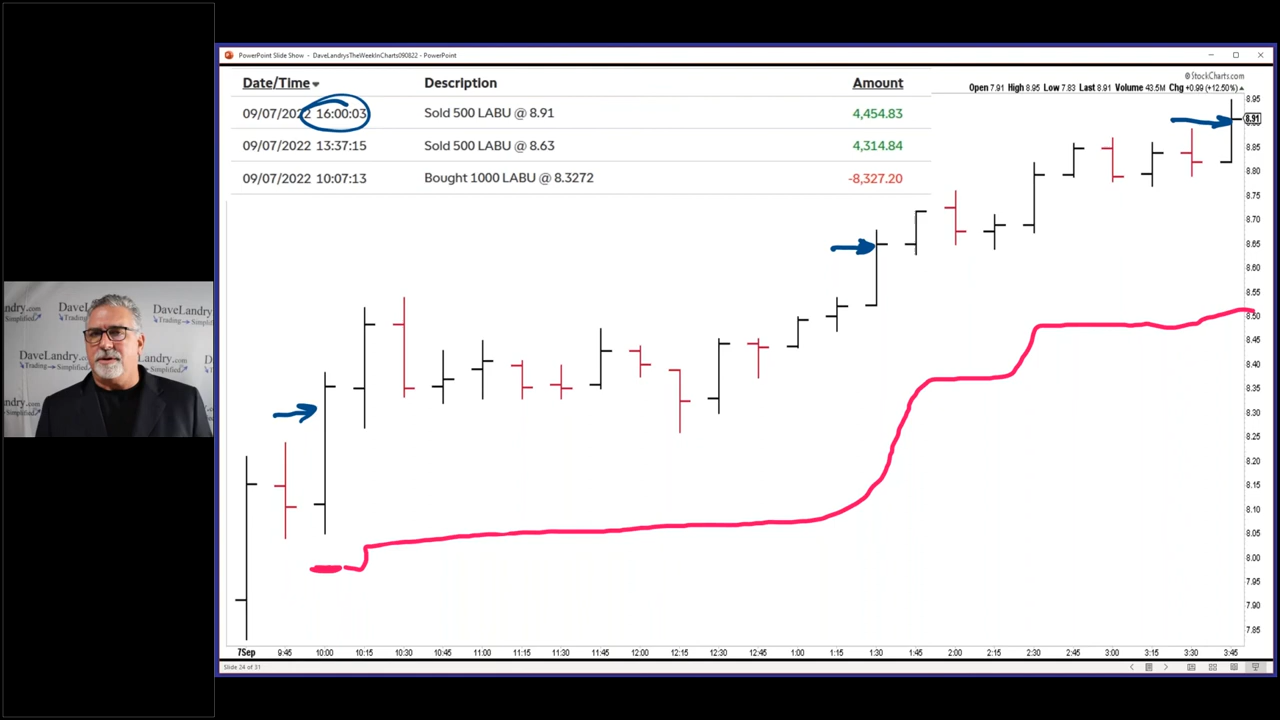 PowerPoint Slide Show - DaveLandrysTheWeekInCharts090822 - PowerPoint
Date/Time Description Amount
09/07/2022 16:00:03 Sold 500 LABU @ 8.91 4,454.83
09/07/2022 13:37:15 Sold 500 LABU @ 8.63 4,314.84
09/07/2022 10:07:13 Bought 1000 LABU @ 8.3272 -8,327.20
© StockCharts.com
Open 7.91 High 8.95 Low 7.83 Last 8.91 Volume 43.5M Chg +0.99 (+12.50%)
8.95
8.91
8.85
8.80
8.75
8.70
8.65
8.60
8.55
8.50
8.45
8.40
8.35
8.30
8.25
8.20
8.15
8.10
8.05
8.00
7.95
7.90
7.85
7Sep 9:45 10:00 10:15 10:30 10:45 11:00 11:15 11:30 11:45 12:00 12:15 12:30 12:45 1:00 1:15 1:30 1:45 2:00 2:15 2:30 2:45 3:00 3:15 3:30 3:45
DaveLandry.com
Trading Simplified
DaveLandry.com
DaveLandry.com
Slide 24 of 31